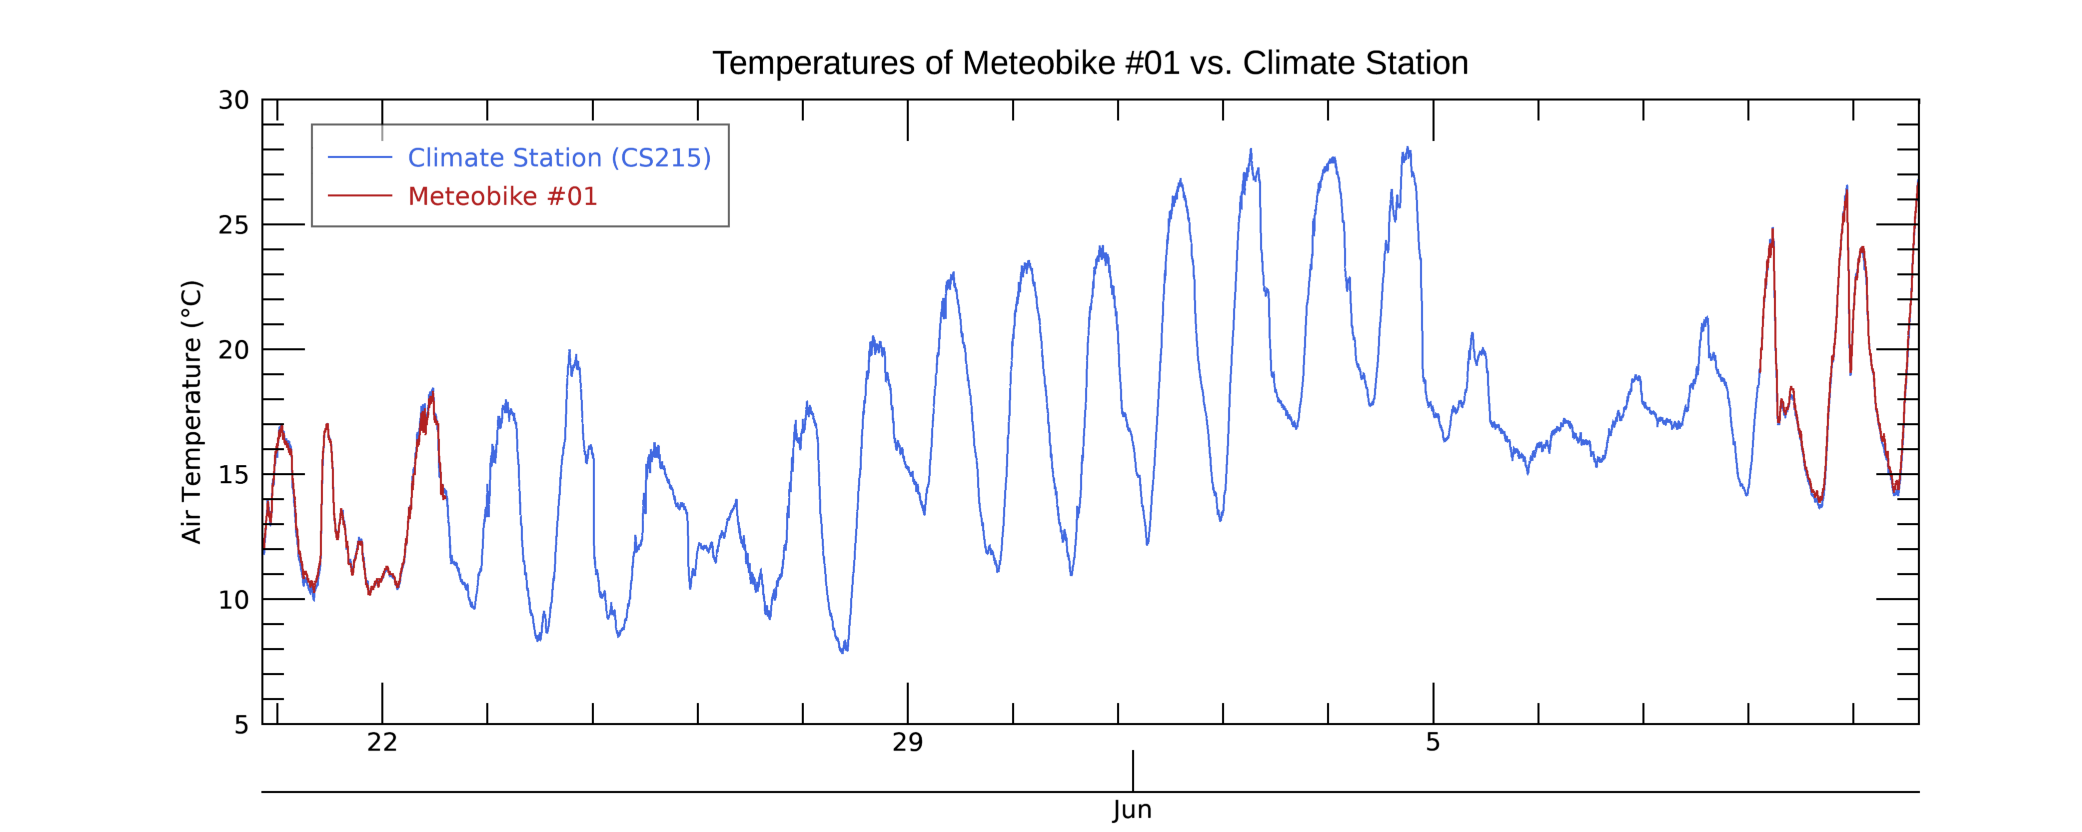 Temperatures of Meteobike #01 vs. Climate Station
30
Climate Station (CS215)
Meteobike #01
25
20
15
10
5
Air Temperature (°C)
22 29 5
Jun